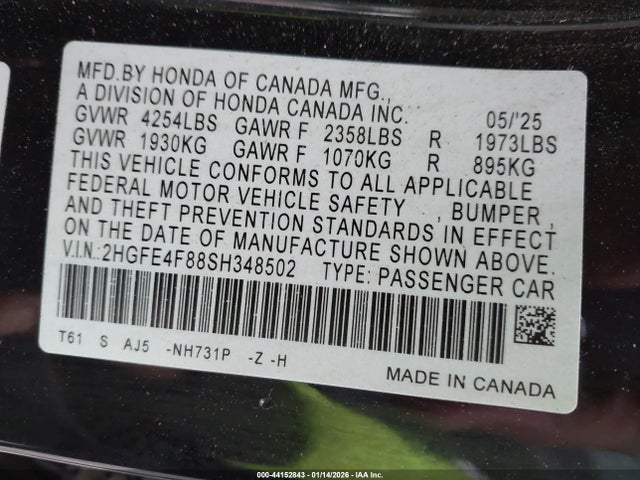 MFD.BY HONDA OF CANADA MFG.,
A DIVISION OF HONDA CANADA INC. 05/'25
GVWR 4254LBS GAWR F 2358LBS R 1973LBS
GVWR 1930KG GAWR F 1070KG R 895KG
THIS VEHICLE CONFORMS TO ALL APPLICABLE
FEDERAL MOTOR VEHICLE SAFETY , BUMPER ,
AND THEFT PREVENTION STANDARDS IN EFFECT
ON THE DATE OF MANUFACTURE SHOWN ABOVE.
V.I.N.: 2HGFE4F88SH348502 TYPE: PASSENGER CAR
T61 S AJ5 -NH731P -Z -H
MADE IN CANADA
000-44152843 - 01/14/2026 - IAA Inc.